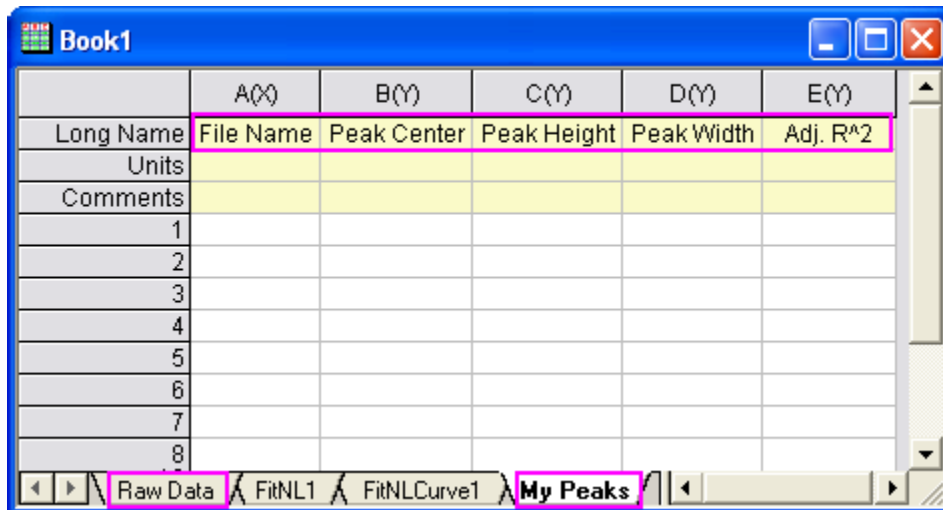 Book1
A(X) B(Y) C(Y) D(Y) E(Y)
Long Name File Name Peak Center Peak Height Peak Width Adj. R^2
Units
Comments
1
2
3
4
5
6
7
8
Raw Data FitNL1 FitNLCurve1 My Peaks